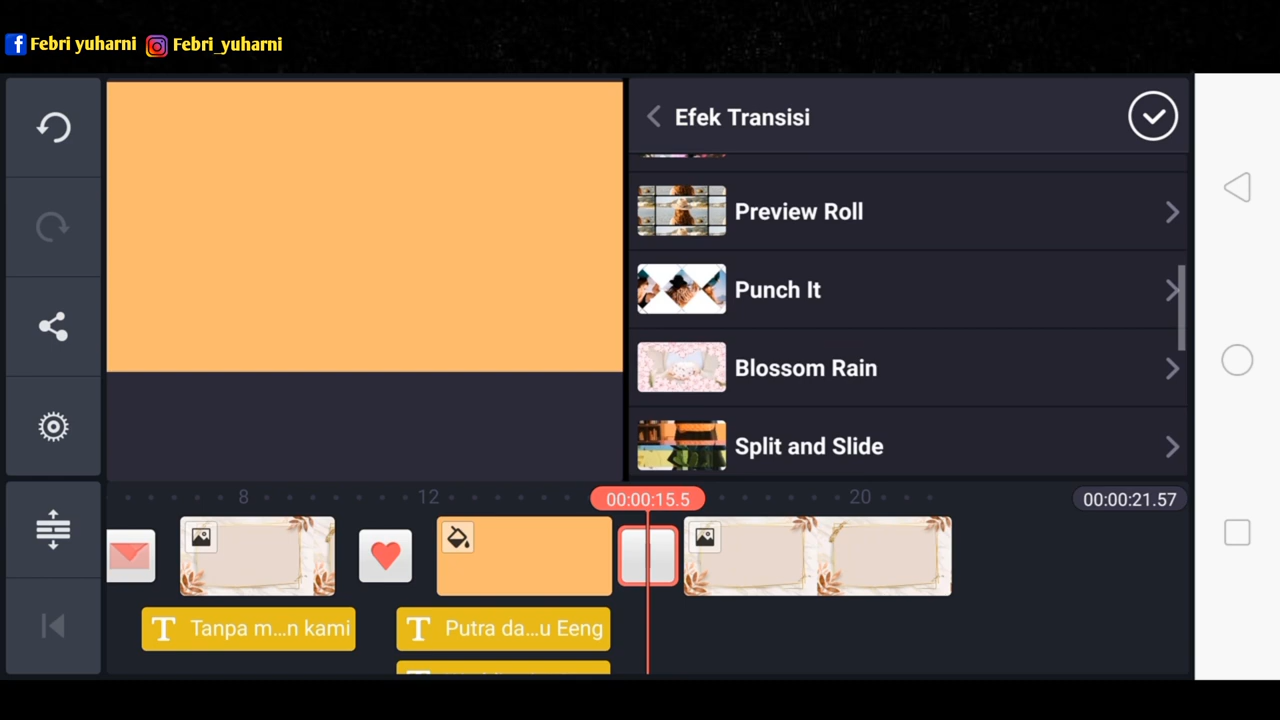 Febri yuharni Febri_yuharni
Efek Transisi
Preview Roll
Punch It
Blossom Rain
Split and Slide
8 12 00:00:15.5 20 00:00:21.57
T Tanpa m...n kami T Putra da...u Eeng